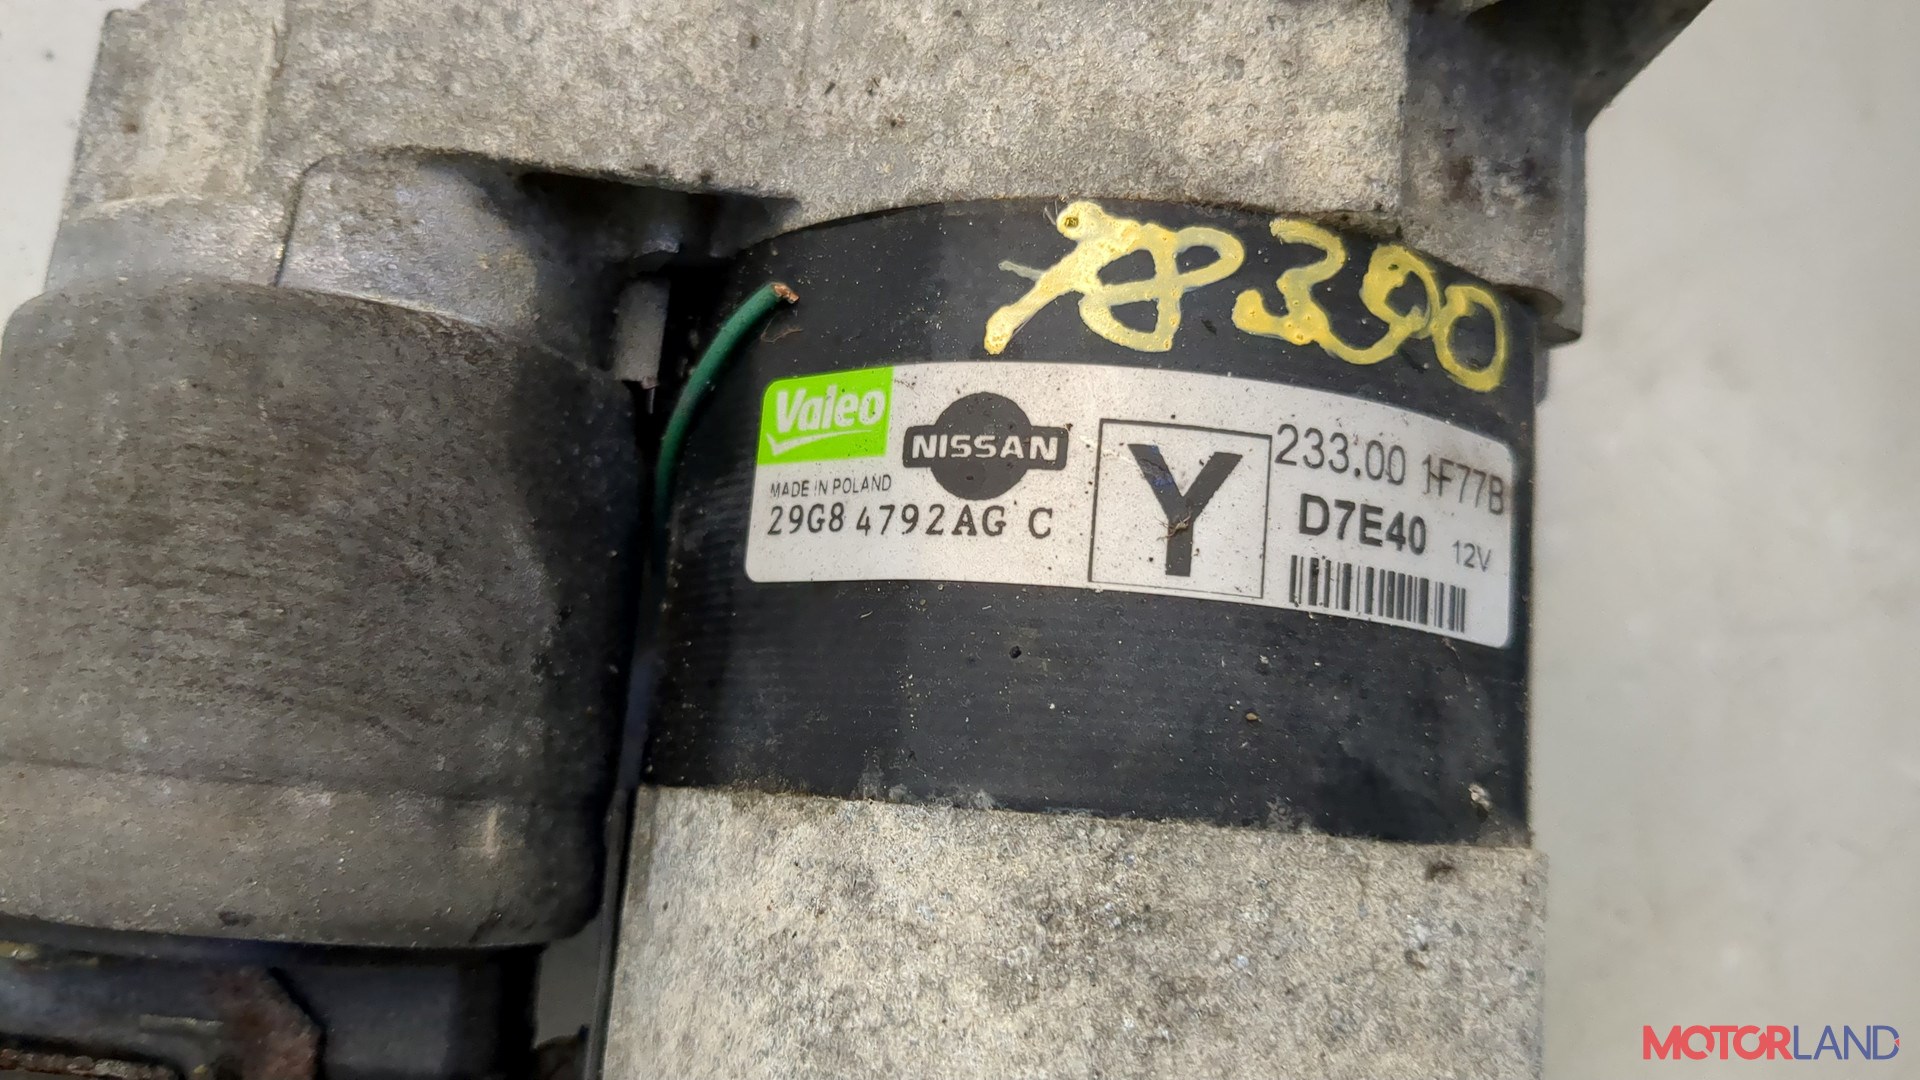 78390
Valeo
NISSAN
MADE IN POLAND
29G8 4792AG C
Y
233.00 1F77B
D7E40 12V
MOTORLAND